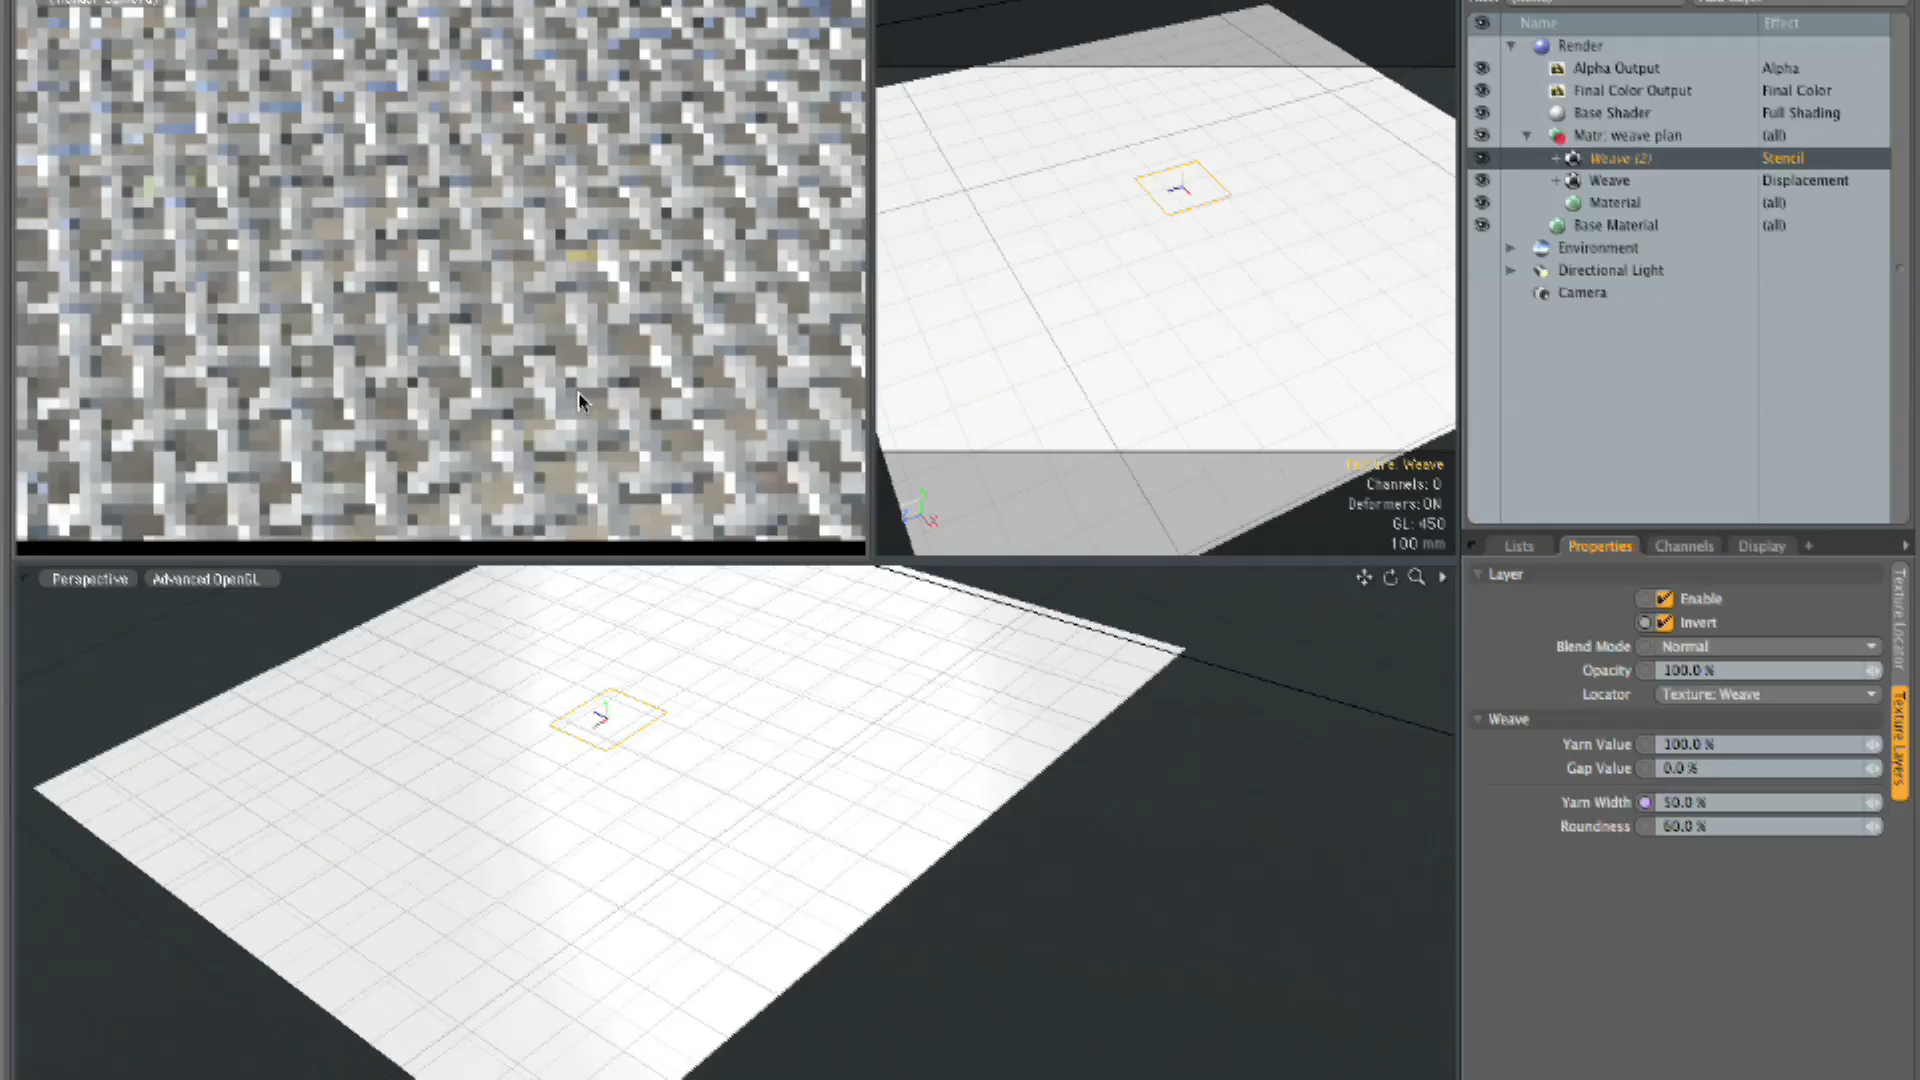 Name Effect
Render
Alpha Output Alpha
Final Color Output Final Color
Base Shader Full Shading
Matr: weave plan (all)
Weave (2) Stencil
Weave Displacement
Material (all)
Base Material (all)
Environment
Directional Light
Camera
Texture: Weave
Channels: 0
Deformers: ON
GL: 450
100 mm
X
Perspective Advanced OpenGL
Lists Properties Channels Display +
Layer
Enable
Invert
Blend Mode Normal
Opacity 100.0 %
Locator Texture: Weave
Weave
Yarn Value 100.0 %
Gap Value 0.0 %
Yarn Width 50.0 %
Roundness 60.0 %
Texture Locator
Texture Layers